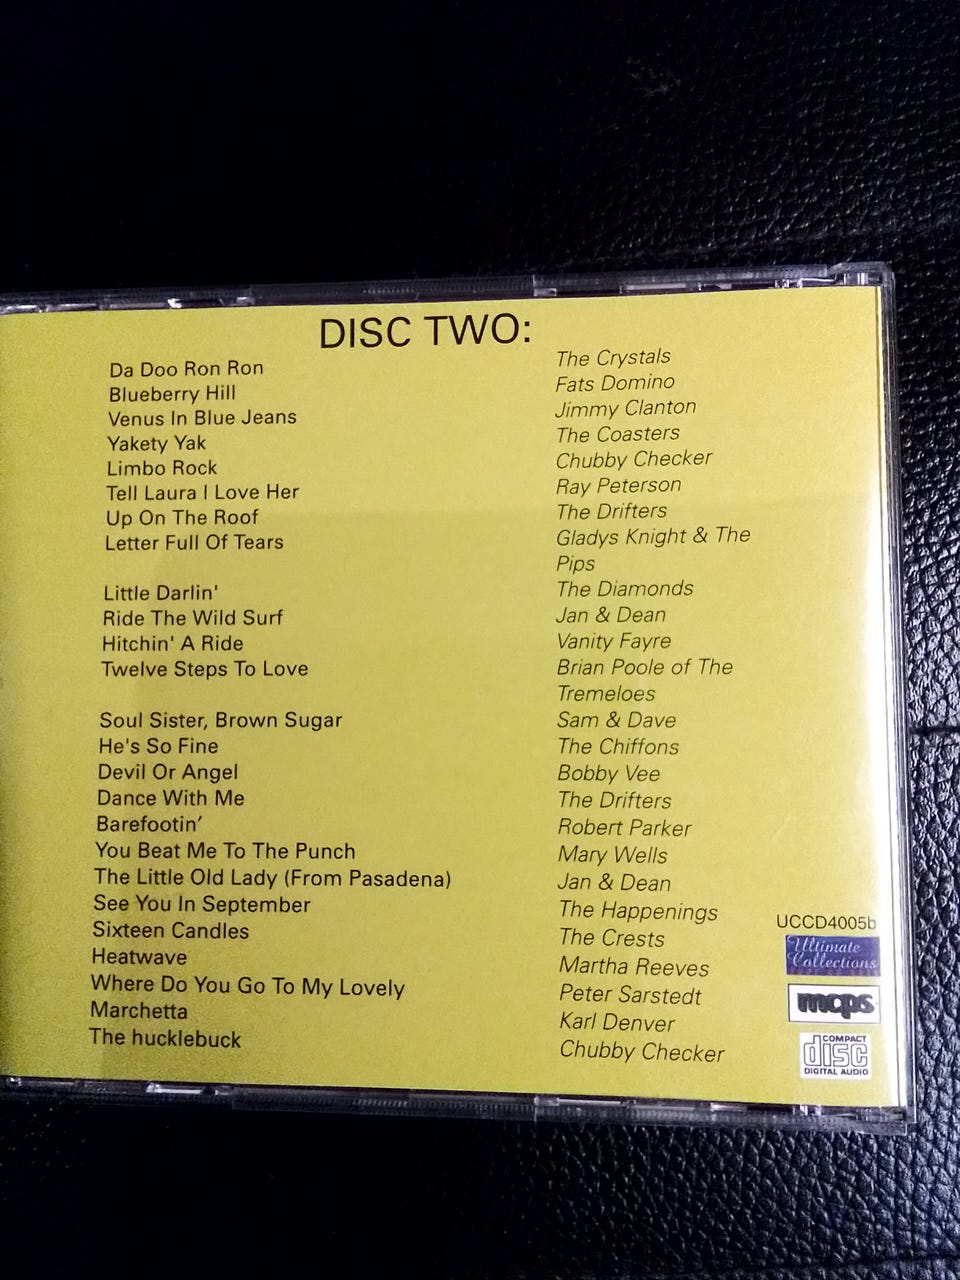 DISC TWO:
Da Doo Ron Ron The Crystals
Blueberry Hill Fats Domino
Venus In Blue Jeans Jimmy Clanton
Yakety Yak The Coasters
Limbo Rock Chubby Checker
Tell Laura I Love Her Ray Peterson
Up On The Roof The Drifters
Letter Full Of Tears Gladys Knight & The
Pips
Little Darlin' The Diamonds
Ride The Wild Surf Jan & Dean
Hitchin' A Ride Vanity Fayre
Twelve Steps To Love Brian Poole of The
Tremeloes
Soul Sister, Brown Sugar Sam & Dave
He's So Fine The Chiffons
Devil Or Angel Bobby Vee
Dance With Me The Drifters
Barefootin' Robert Parker
You Beat Me To The Punch Mary Wells
The Little Old Lady (From Pasadena) Jan & Dean
See You In September The Happenings
Sixteen Candles The Crests
Heatwave Martha Reeves
Where Do You Go To My Lovely Peter Sarstedt
Marchetta Karl Denver
The hucklebuck Chubby Checker
UCCD4005b
Ultimate
Collections
mcps
COMPACT
disc
DIGITAL AUDIO